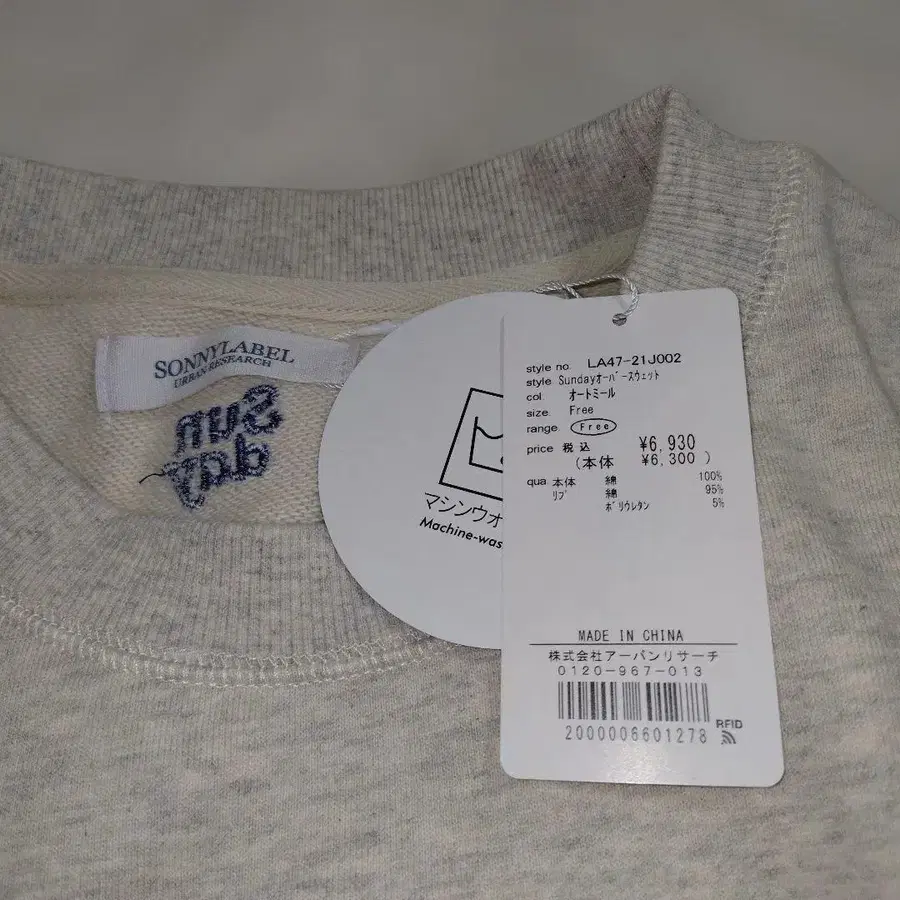 SONNYLABEL
URBAN RESEARCH
Sun
day
マシンウォ
Machine-was
style no. LA47-21J002
style Sundayオーバースウェット
col. オートミール
size. Free
range Free
price 税込 ¥6,930
(本体 ¥6,300)
qua 本体 綿 100%
リブ 綿 95%
ポリウレタン 5%
MADE IN CHINA
株式会社アーバンリサーチ
0120-967-013
RFID
2000006601278